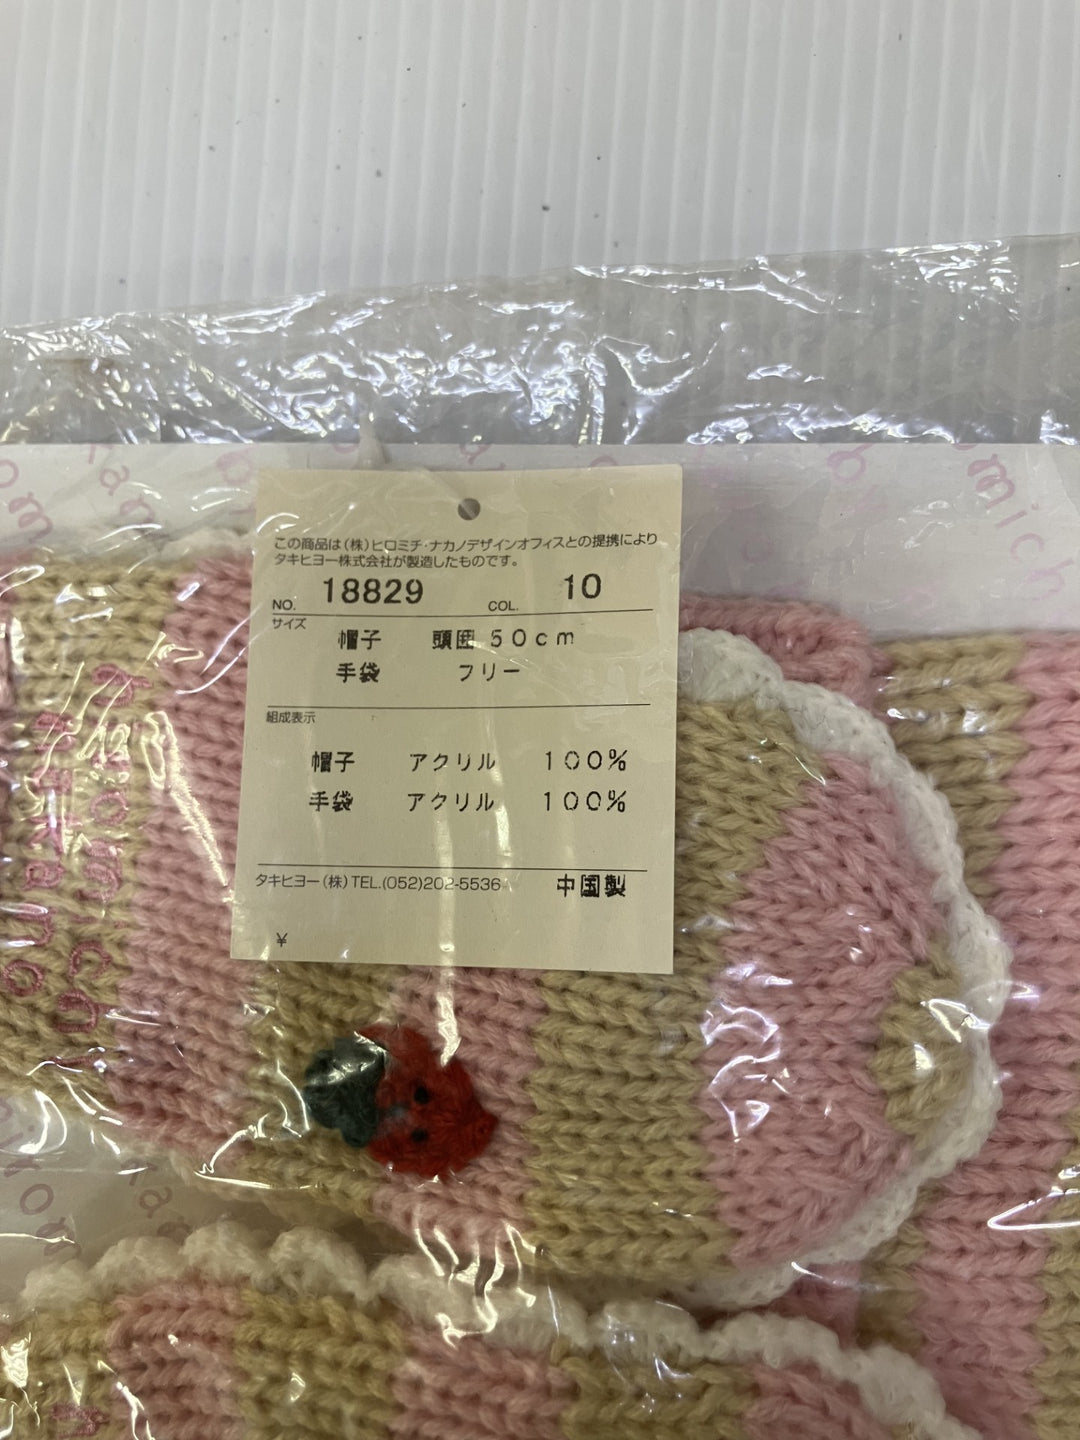 この商品は(株)ヒロミチ・ナカノデザインオフィスとの提携により
タキヒヨー株式会社が製造したものです。
NO. 18829 COL. 10
サイズ
帽子 頭囲 50cm
手袋 フリー
組成表示
帽子 アクリル 100%
手袋 アクリル 100%
タキヒヨー(株)TEL.(052)202-5536
中国製
¥
hiromichi
nakano